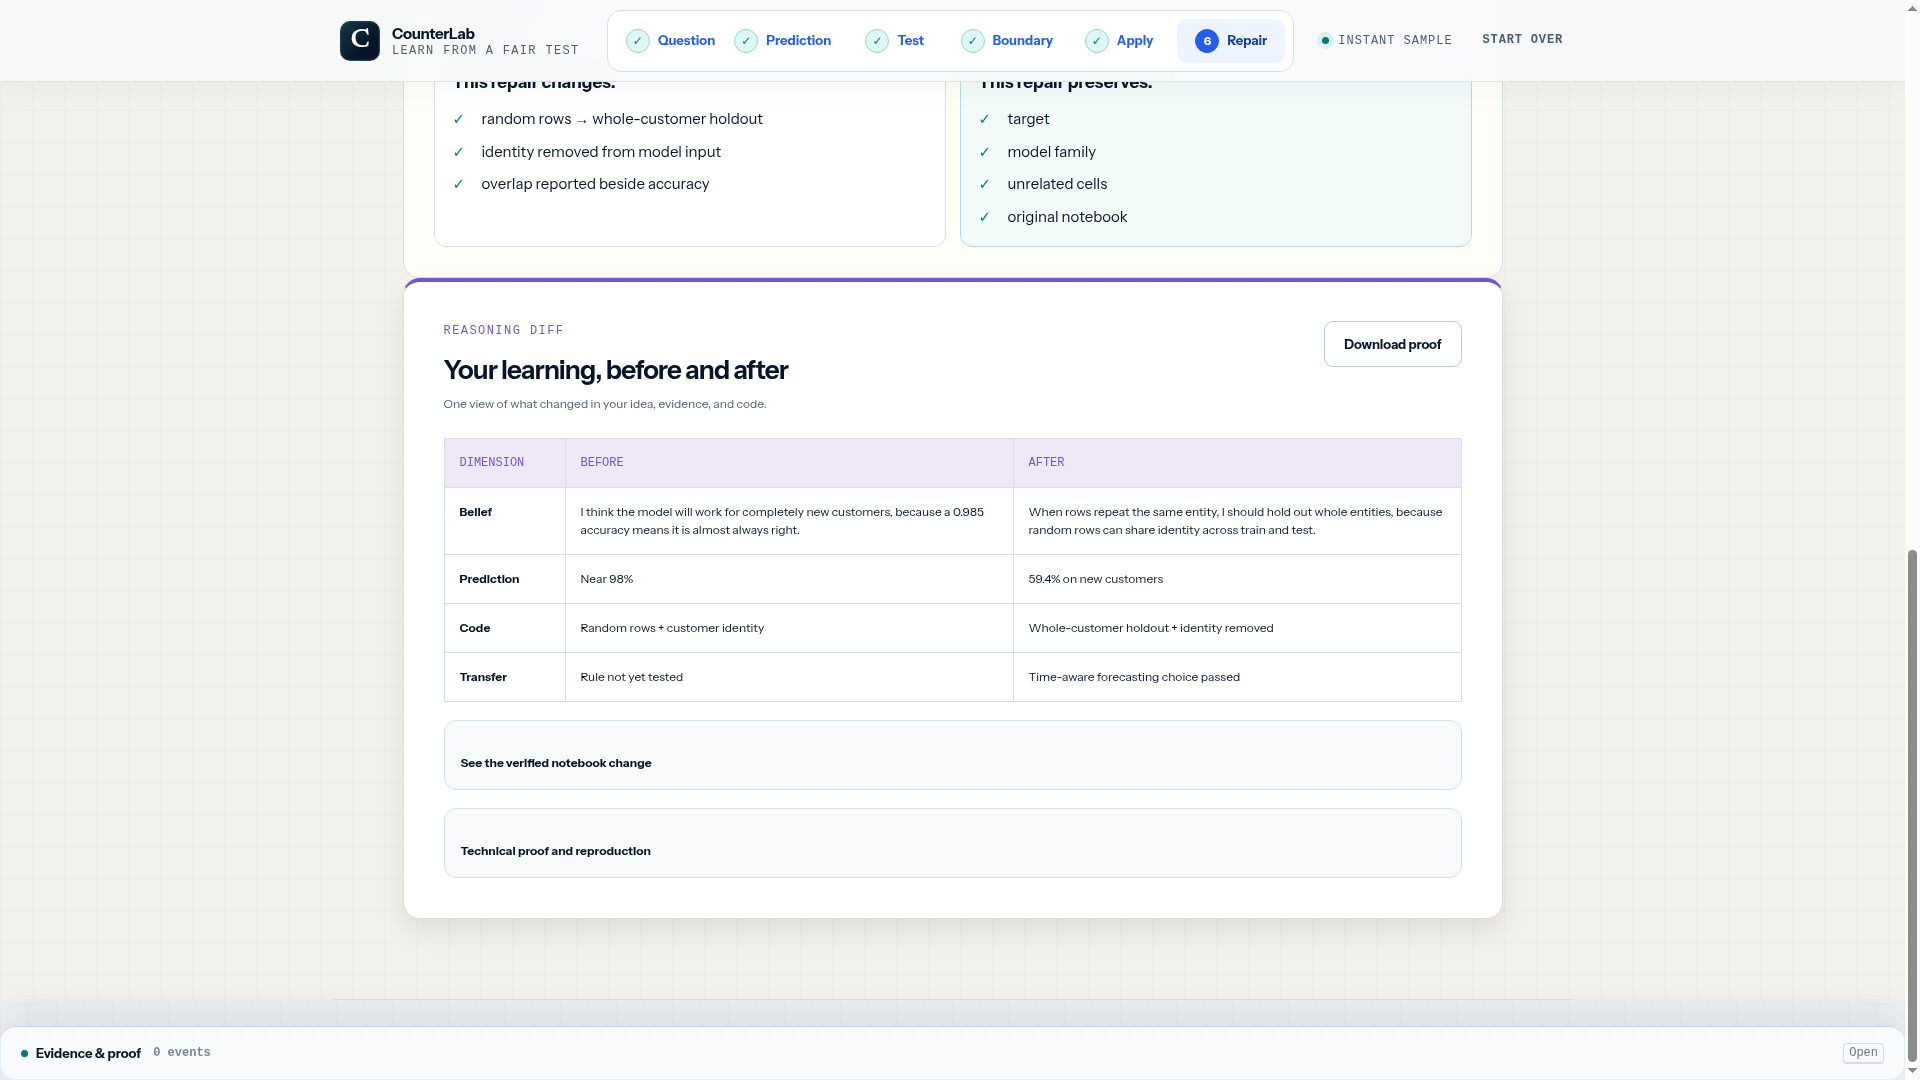 C
CounterLab
LEARN FROM A FAIR TEST
✓ Question
✓ Prediction
✓ Test
✓ Boundary
✓ Apply
6 Repair
INSTANT SAMPLE
START OVER
This repair changes:
✓ random rows → whole-customer holdout
✓ identity removed from model input
✓ overlap reported beside accuracy
This repair preserves:
✓ target
✓ model family
✓ unrelated cells
✓ original notebook
REASONING DIFF
Your learning, before and after
One view of what changed in your idea, evidence, and code.
Download proof
DIMENSION BEFORE AFTER
Belief
I think the model will work for completely new customers, because a 0.985
accuracy means it is almost always right.
When rows repeat the same entity, I should hold out whole entities, because
random rows can share identity across train and test.
Prediction Near 98% 59.4% on new customers
Code Random rows + customer identity Whole-customer holdout + identity removed
Transfer Rule not yet tested Time-aware forecasting choice passed
See the verified notebook change
Technical proof and reproduction
Evidence & proof 0 events
Open